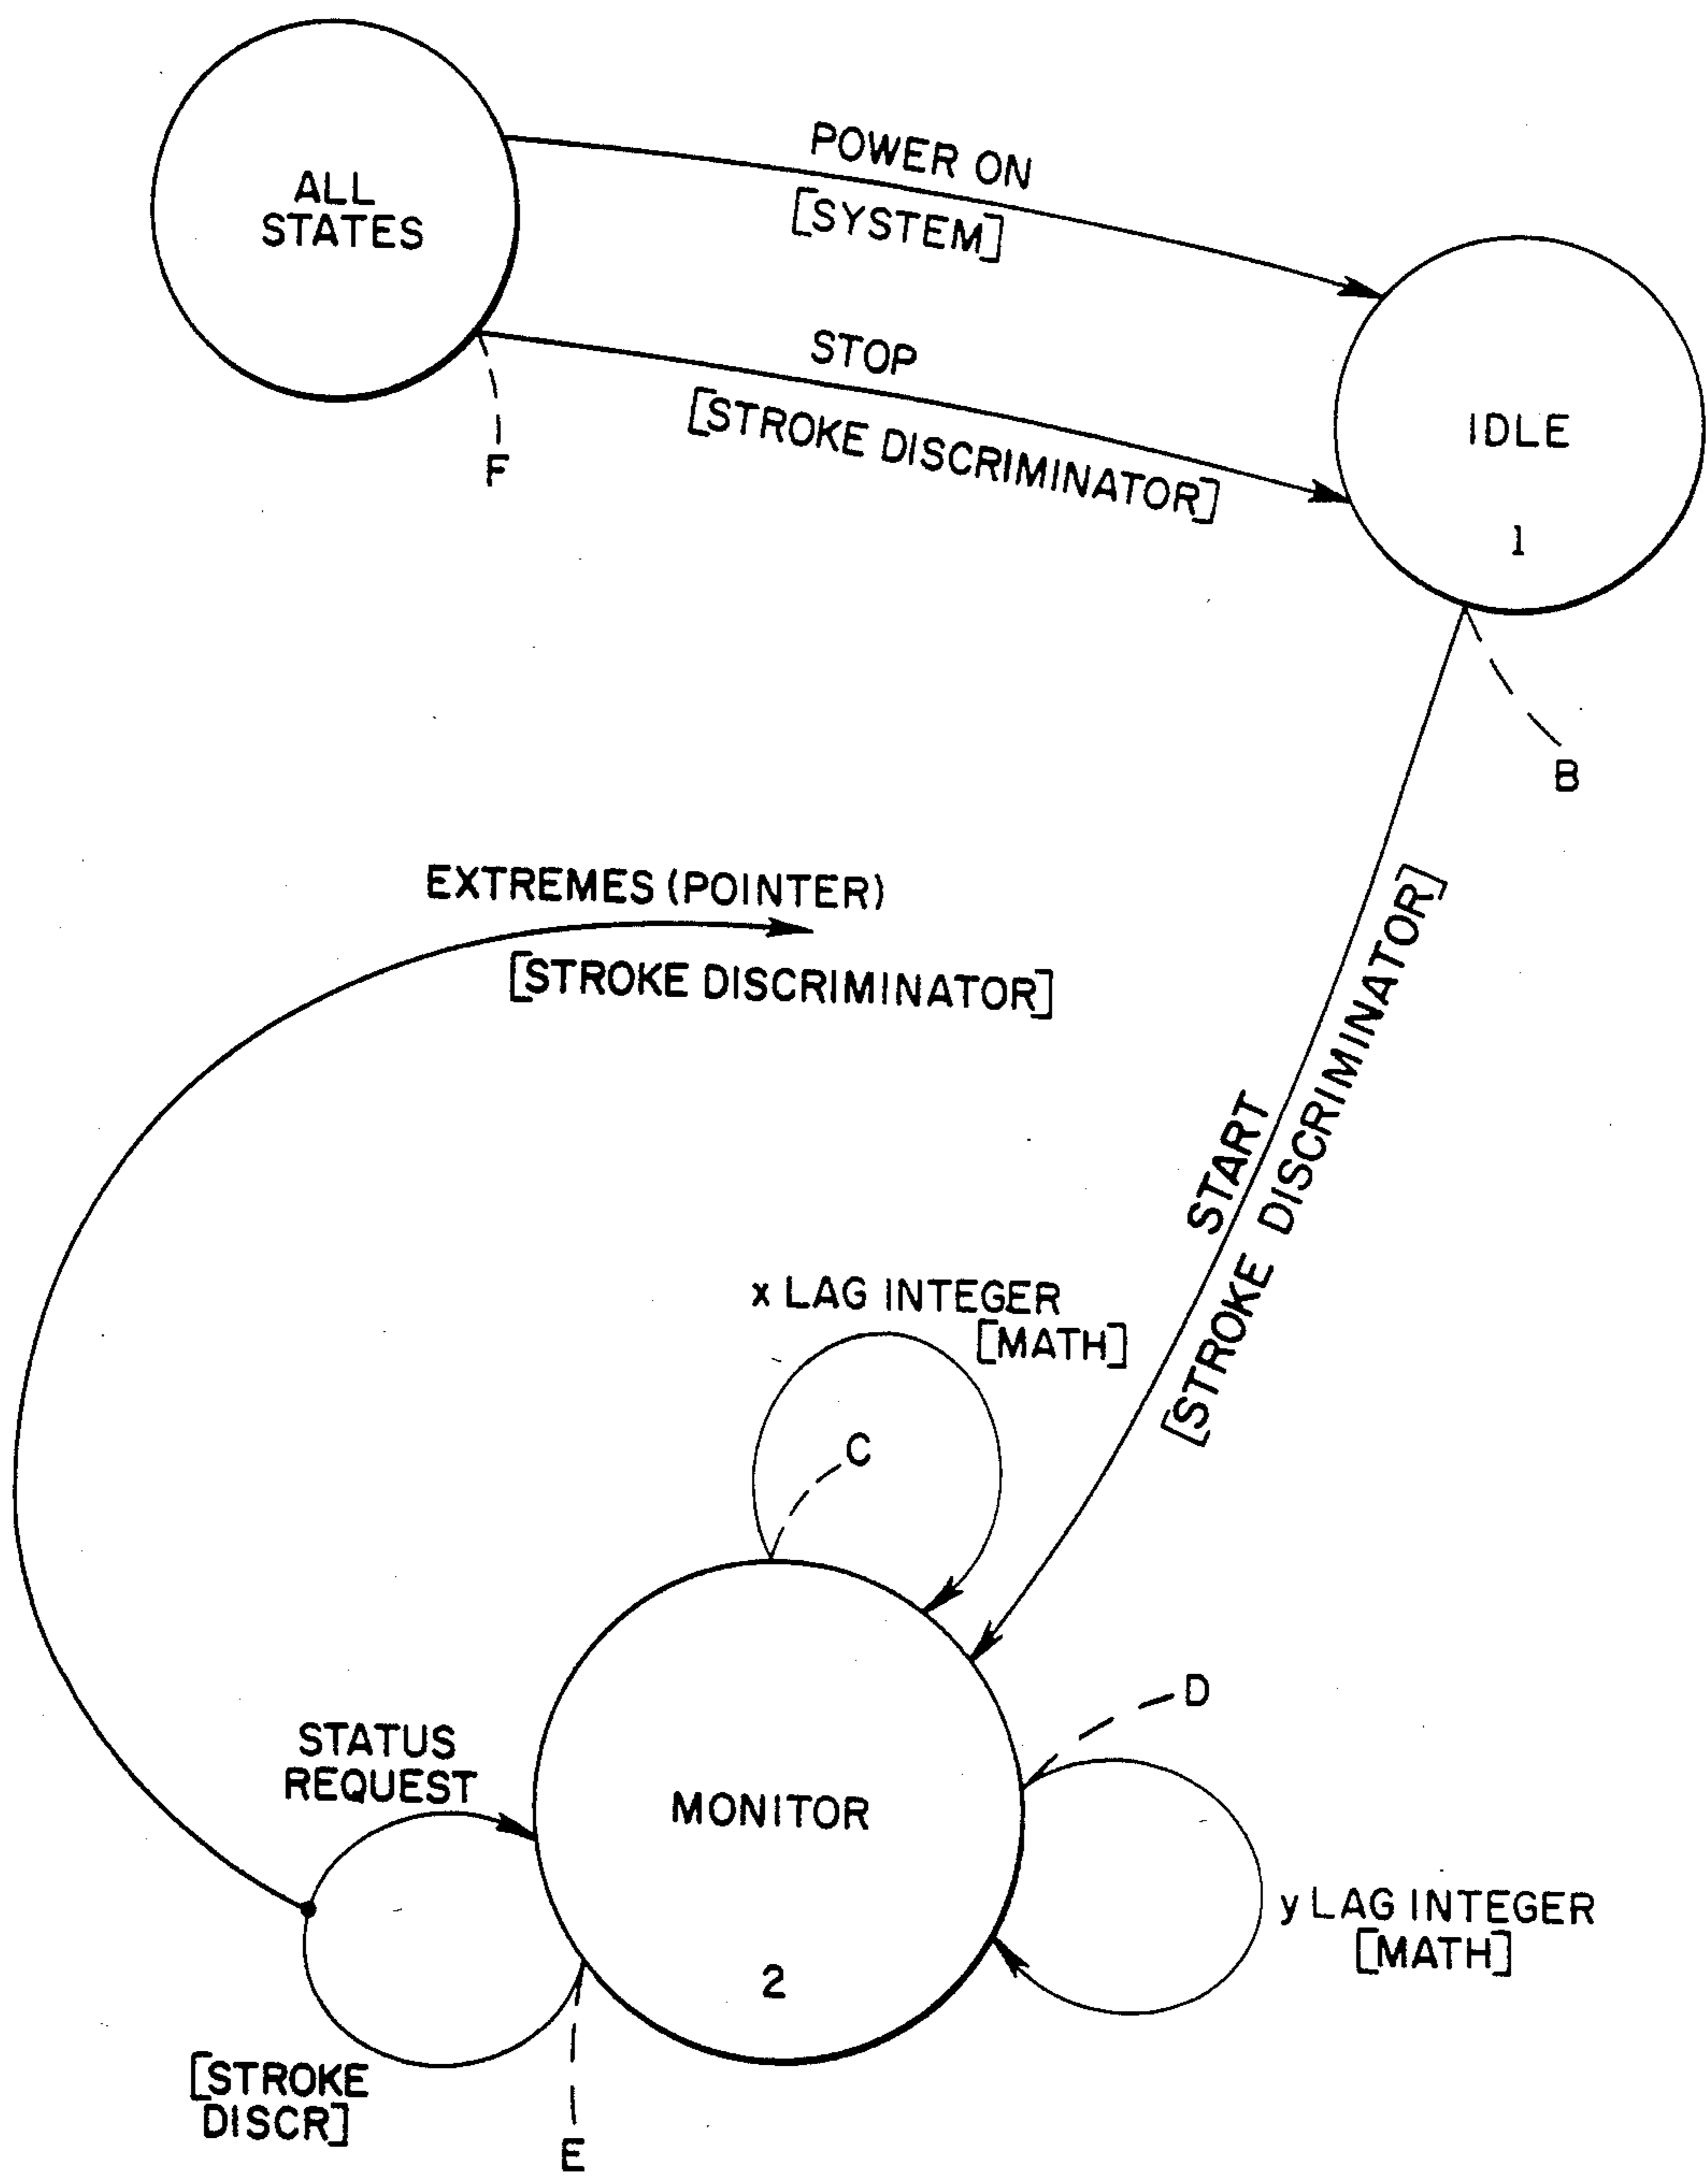 POWER ON
[SYSTEM]
ALL
STATES
STOP
[STROKE DISCRIMINATOR]
IDLE
1
F
B
EXTREMES (POINTER)
[STROKE DISCRIMINATOR]
START
[STROKE DISCRIMINATOR]
x LAG INTEGER
[MATH]
C
D
STATUS
REQUEST
MONITOR
2
y LAG INTEGER
[MATH]
[STROKE
DISCR]
E